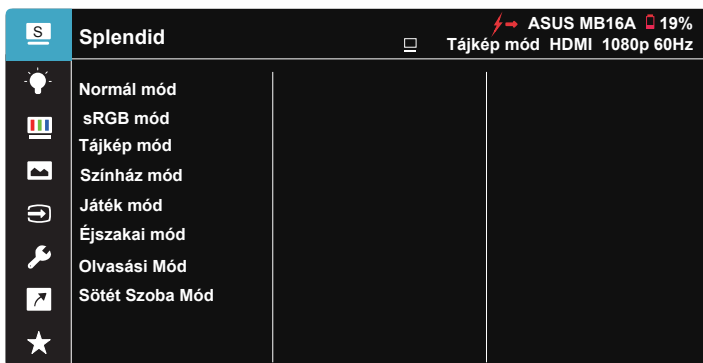 S
Splendid
ASUS MB16A 19%
Tájkép mód HDMI 1080p 60Hz
Normál mód
sRGB mód
Tájkép mód
Színház mód
Játék mód
Éjszakai mód
Olvasási Mód
Sötét Szoba Mód